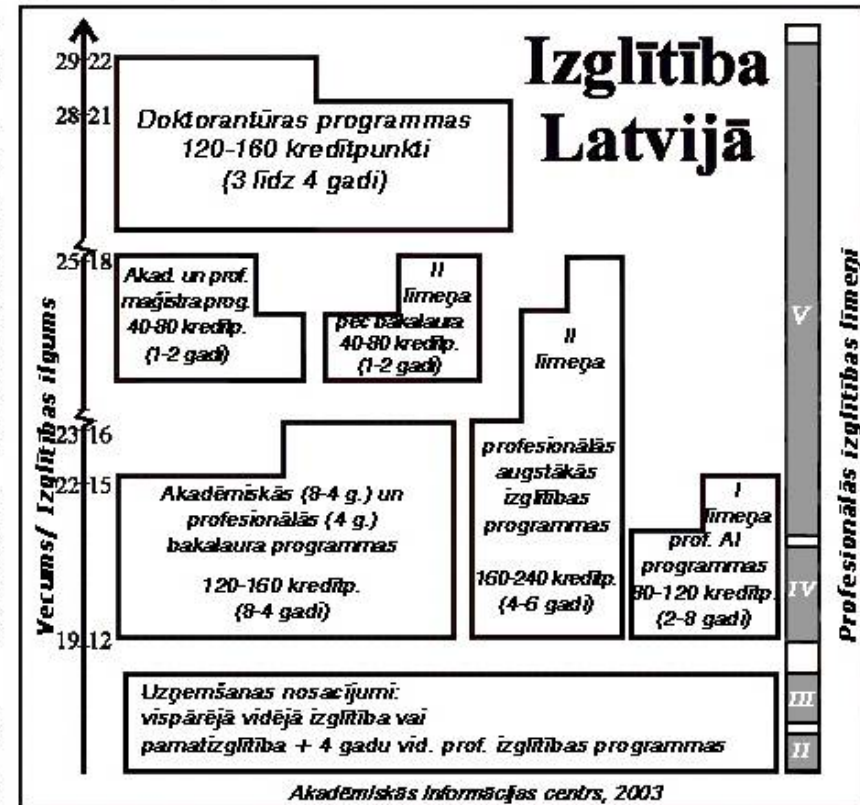 Izglītība
Latvijā
29 22
28 21
Doktorantūras programmas
120-160 kredītpunkti
(3 līdz 4 gadi)
25 18
Akad. un prof.
maģistra prog.
40-80 kredītp.
(1-2 gadi)
II
līmeņa
pēc bakalaura
40-80 kredītp.
(1-2 gadi)
II
līmeņa
profesionālās
augstākās
izglītības
programmas
160-240 kredītp.
(4-6 gadi)
23 16
22 15
Akadēmiskās (8-4 g.) un
profesionālās (4 g.)
bakalaura programmas
120-160 kredītp.
(8-4 gadi)
I
līmeņa
prof. AI
programmas
80-120 kredītp.
(2-8 gadi)
19 12
Uzņemšanas nosacījumi:
vispārējā vidējā izglītība vai
pamatizglītība + 4 gadu vid. prof. izglītības programmas
Vecums/ Izglītības ilgums
V
IV
III
II
Profesionālās izglītības līmeņi
Akadēmiskās Informācijas centrs, 2003